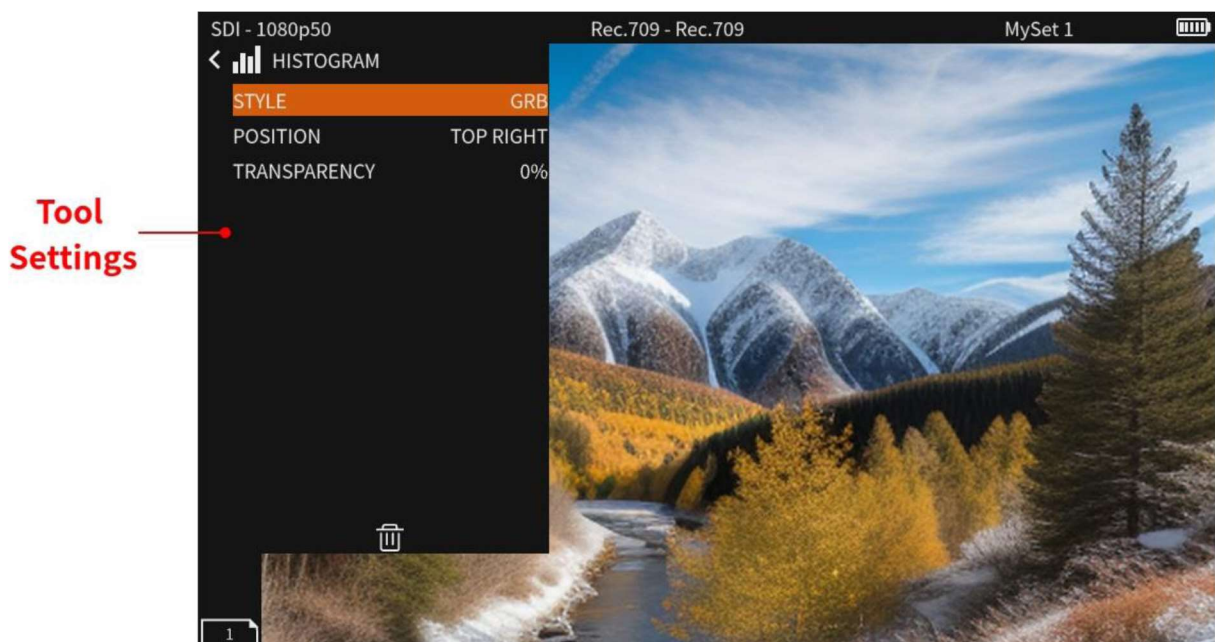 SDI - 1080p50 Rec.709 - Rec.709 MySet 1
HISTOGRAM
STYLE GRB
POSITION TOP RIGHT
TRANSPARENCY 0%
Tool
Settings
1